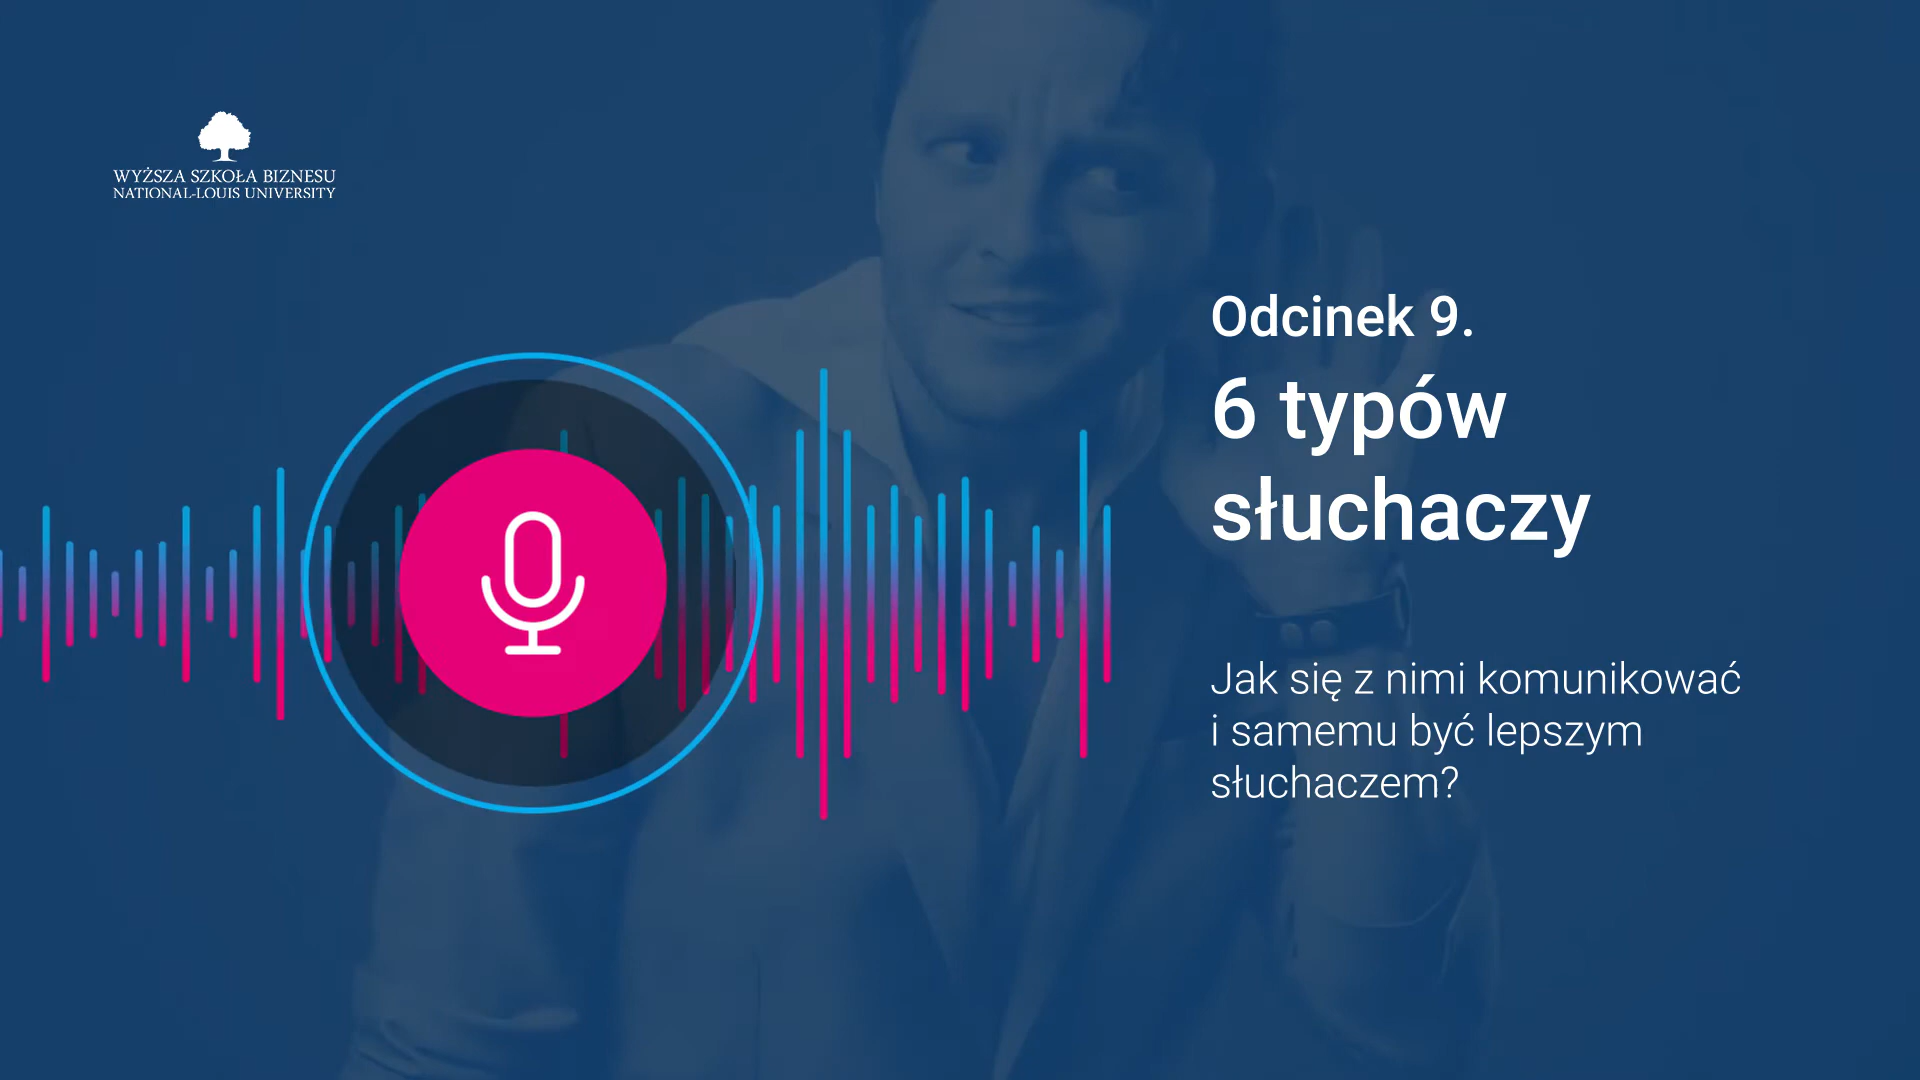 WYŻSZA SZKOŁA BIZNESU
NATIONAL-LOUIS UNIVERSITY
Odcinek 9.
6 typów
słuchaczy
Jak się z nimi komunikować
i samemu być lepszym
słuchaczem?